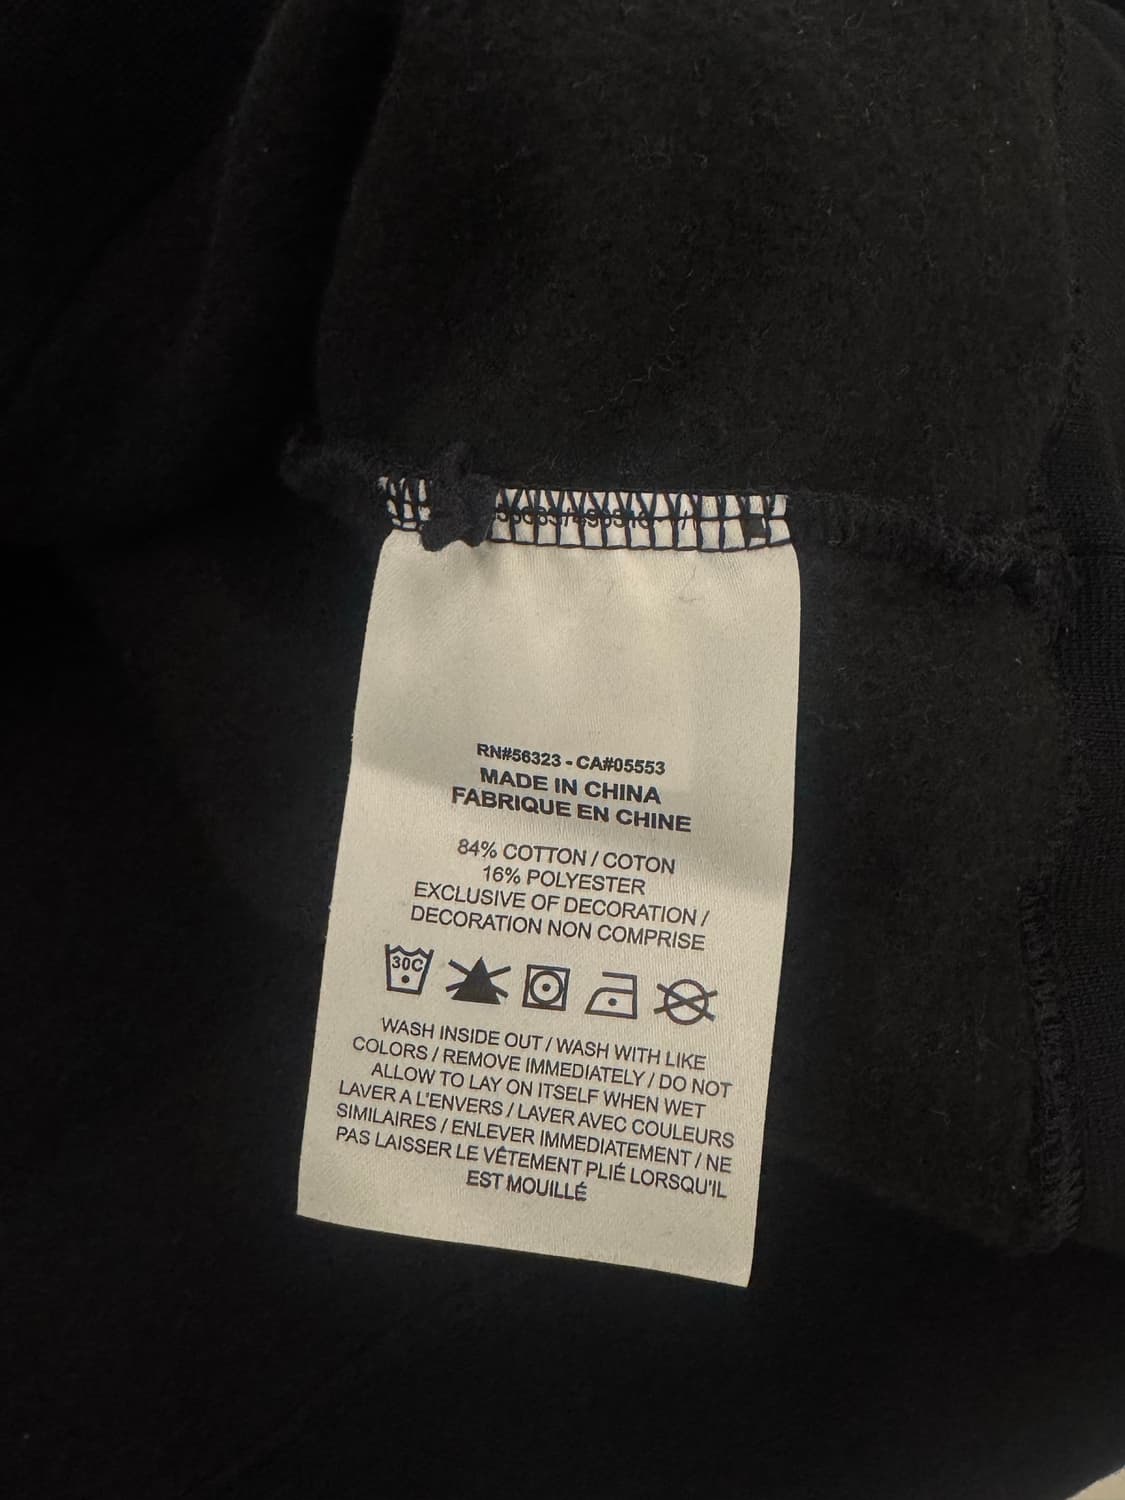 RN#56323 - CA#05553
MADE IN CHINA
FABRIQUE EN CHINE
84% COTTON / COTON
16% POLYESTER
EXCLUSIVE OF DECORATION /
DECORATION NON COMPRISE
30C
WASH INSIDE OUT / WASH WITH LIKE
COLORS / REMOVE IMMEDIATELY / DO NOT
ALLOW TO LAY ON ITSELF WHEN WET
LAVER A L'ENVERS / LAVER AVEC COULEURS
SIMILAIRES / ENLEVER IMMEDIATEMENT / NE
PAS LAISSER LE VÊTEMENT PLIÉ LORSQU'IL
EST MOUILLÉ